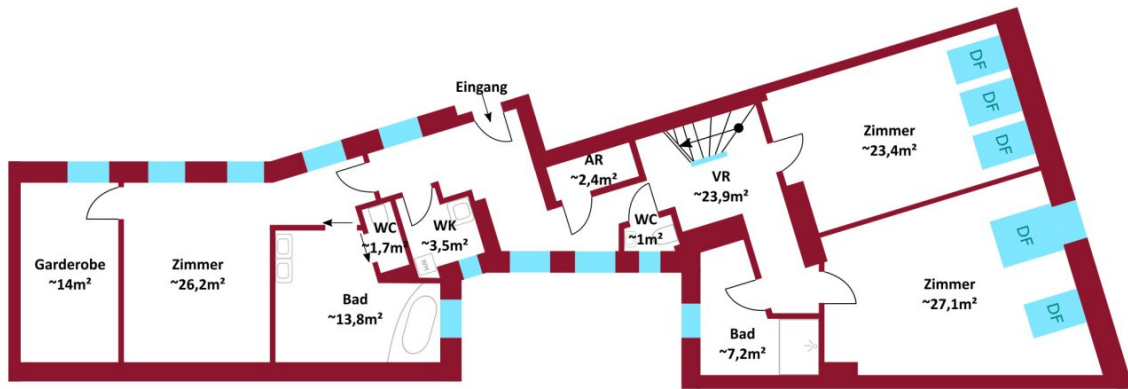 Eingang
DF
DF
DF
Zimmer
~23,4m²
AR
~2,4m²
VR
~23,9m²
WC
~1m²
WK
~3,5m²
WC
~1,7m²
WM
Garderobe
~14m²
Zimmer
~26,2m²
Bad
~13,8m²
DF
Zimmer
~27,1m²
DF
Bad
~7,2m²